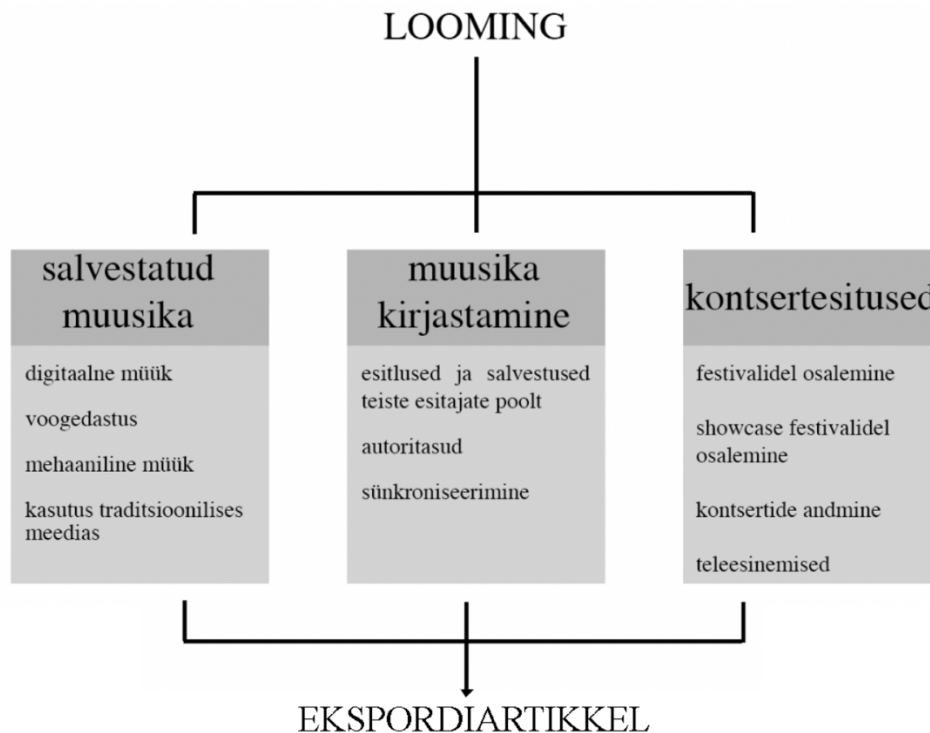 LOOMING
salvestatud
muusika
digitaalne müük
voogedastus
mehaaniline müük
kasutus traditsioonilises
meedias
muusika
kirjastamine
esitlused ja salvestused
teiste esitajate poolt
autoritasud
sünkroniseerimine
kontsertesitused
festivalidel osalemine
showcase festivalidel
osalemine
kontsertide andmine
teleesinemised
EKSPORDIARTIKKEL